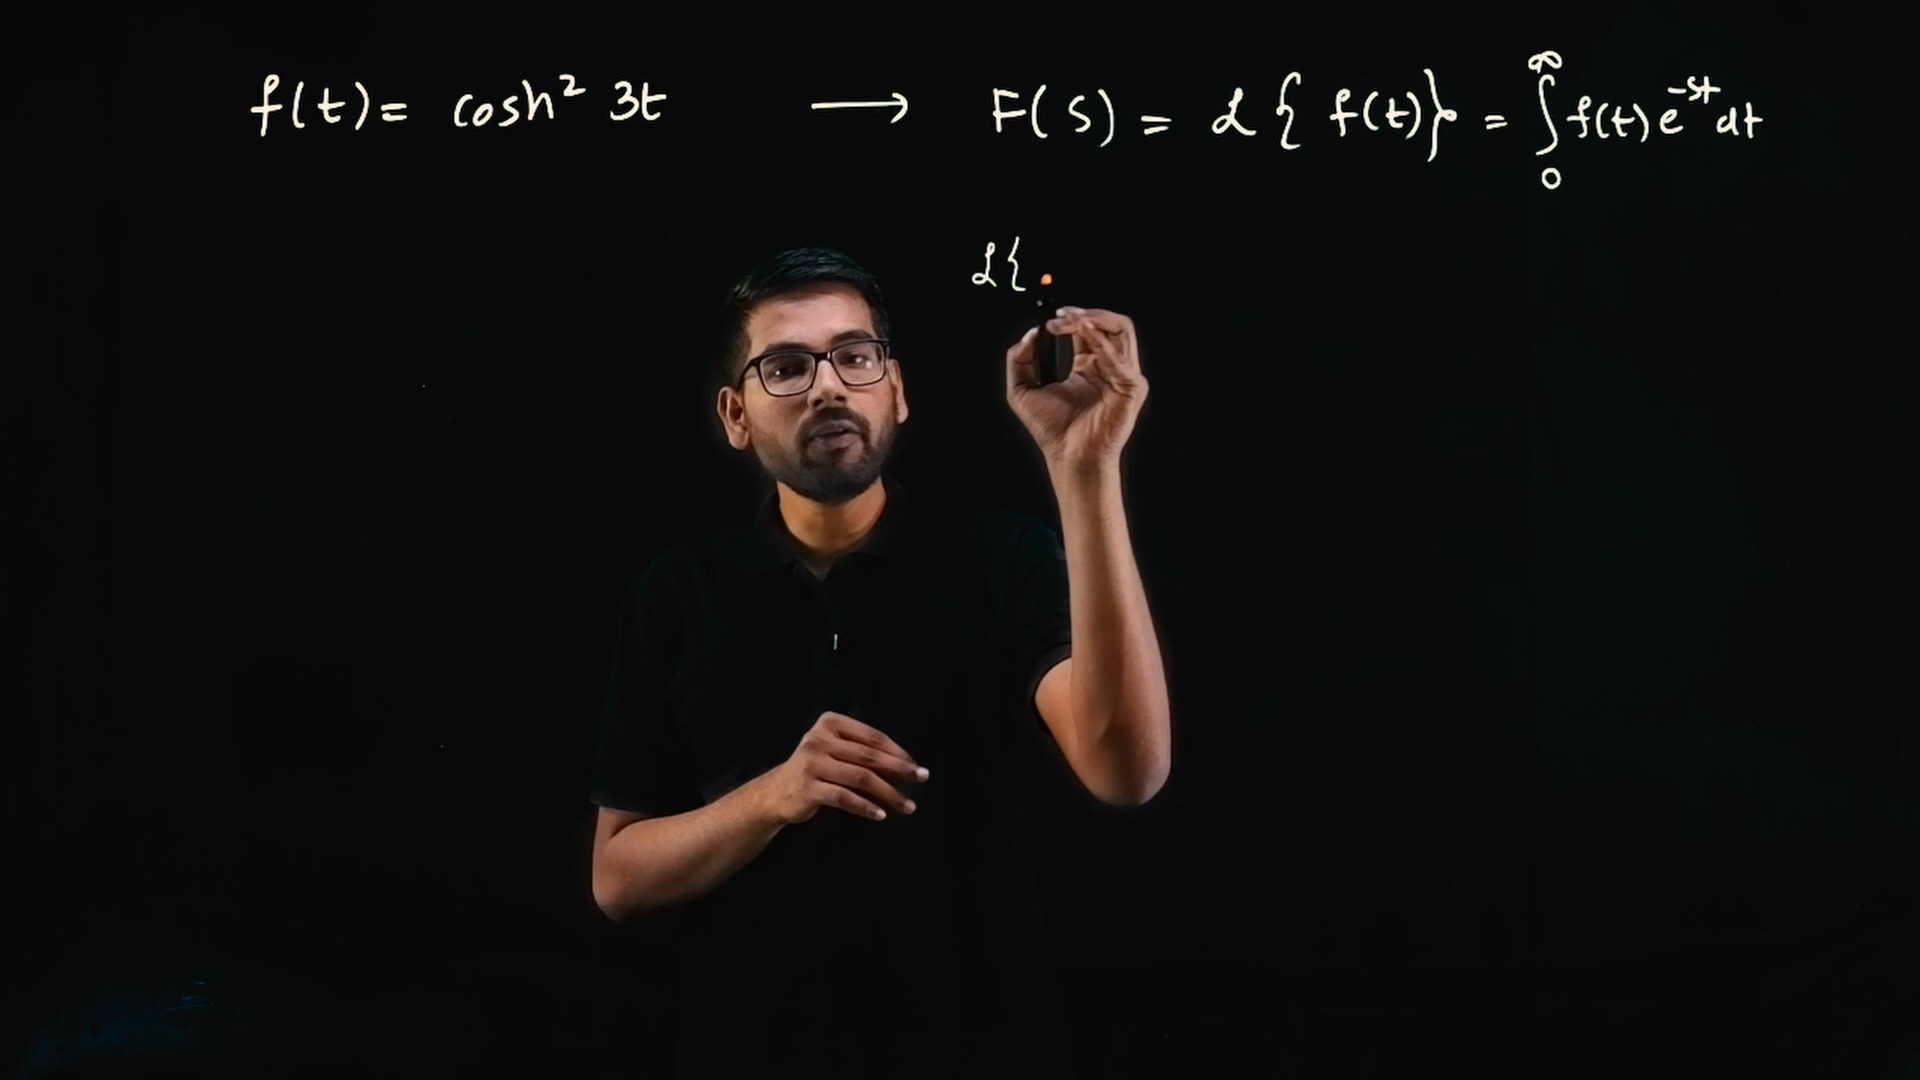 f(t) = cosh² 3t ⟶ F(S) = ℒ{ f(t)} = ∫₀^∞ f(t) e^{-st} dt
ℒ{